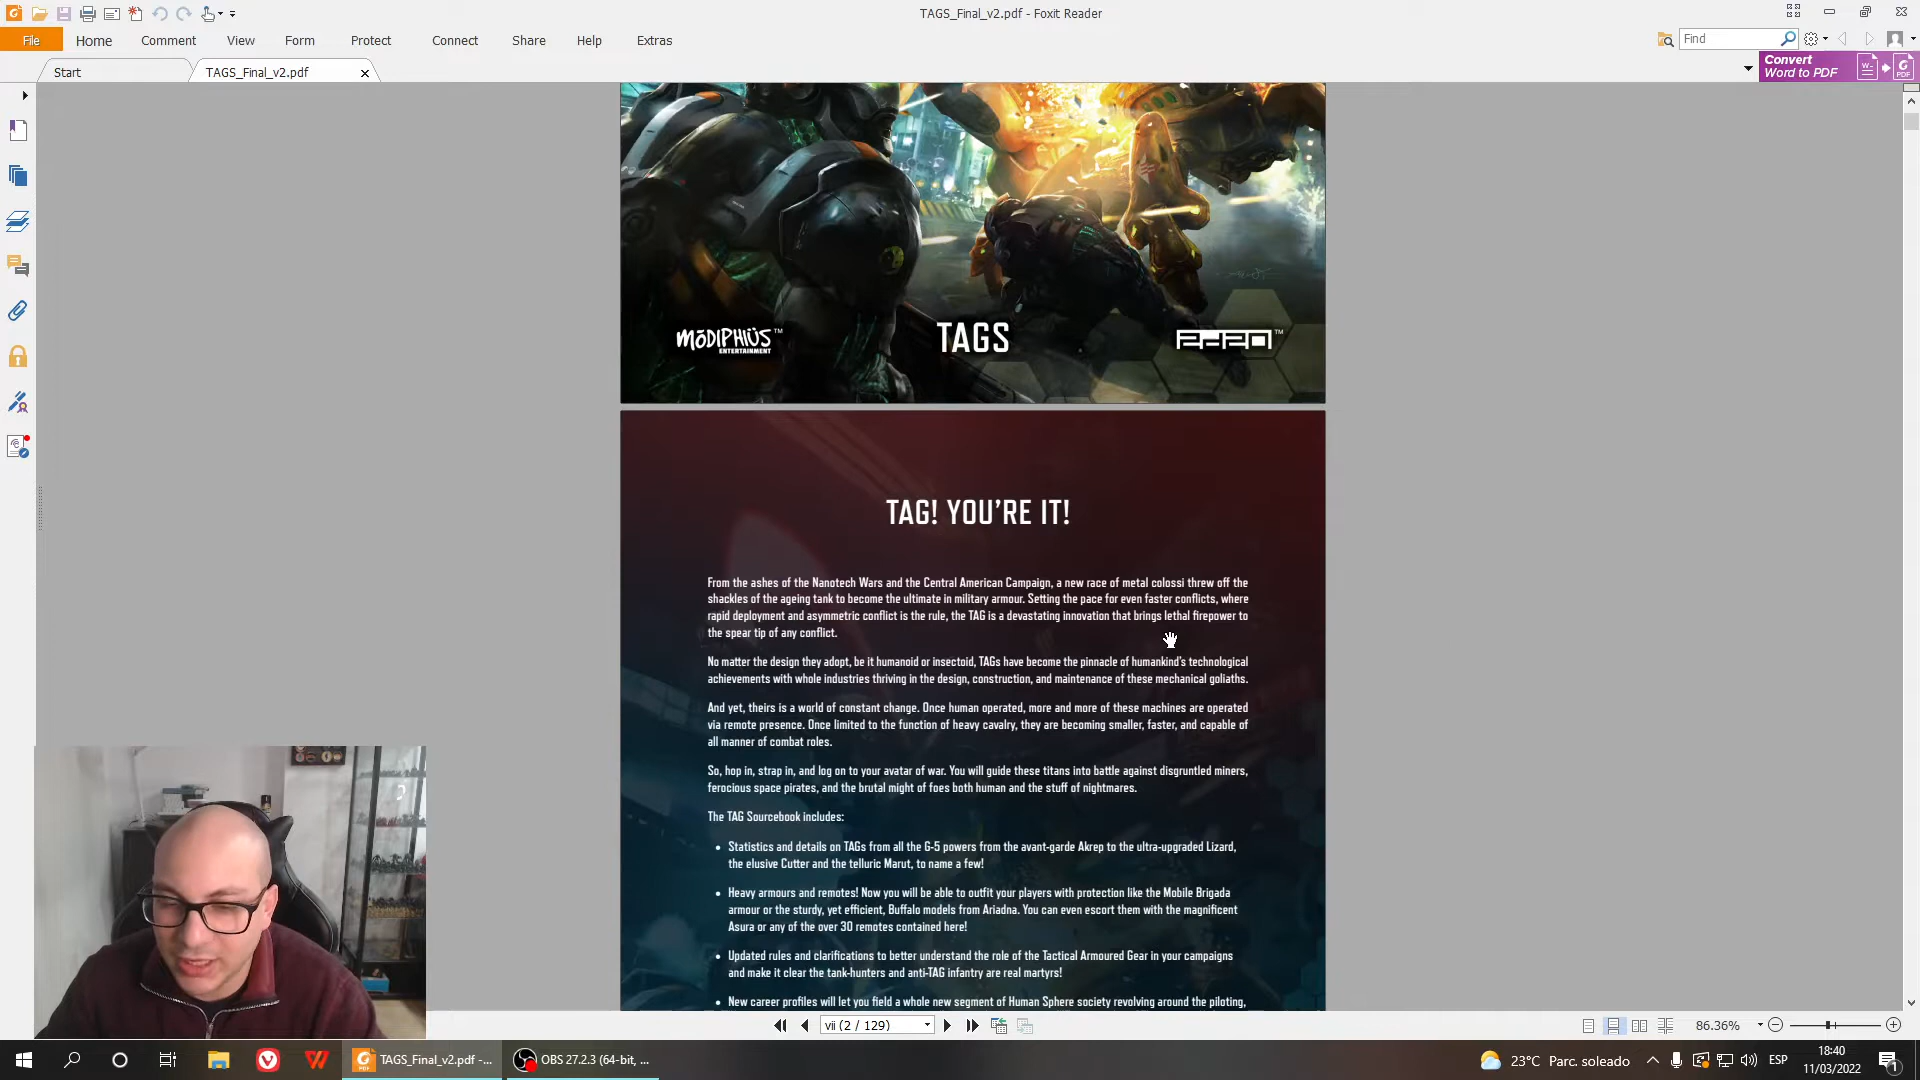 TAGS_Final_v2.pdf - Foxit Reader
File Home Comment View Form Protect Connect Share Help Extras
Find
Start
TAGS_Final_v2.pdf
Convert
Word to PDF
MODIPHIÜS™
ENTERTAINMENT
TAGS
TAG! YOU'RE IT!
From the ashes of the Nanotech Wars and the Central American Campaign, a new race of metal colossi threw off the
shackles of the ageing tank to become the ultimate in military armour. Setting the pace for even faster conflicts, where
rapid deployment and asymmetric conflict is the rule, the TAG is a devastating innovation that brings lethal firepower to
the spear tip of any conflict.
No matter the design they adopt, be it humanoid or insectoid, TAGs have become the pinnacle of humankind's technological
achievements with whole industries thriving in the design, construction, and maintenance of these mechanical goliaths.
And yet, theirs is a world of constant change. Once human operated, more and more of these machines are operated
via remote presence. Once limited to the function of heavy cavalry, they are becoming smaller, faster, and capable of
all manner of combat roles.
So, hop in, strap in, and log on to your avatar of war. You will guide these titans into battle against disgruntled miners,
ferocious space pirates, and the brutal might of foes both human and the stuff of nightmares.
The TAG Sourcebook includes:
• Statistics and details on TAGs from all the G-5 powers from the avant-garde Akrep to the ultra-upgraded Lizard,
the elusive Cutter and the telluric Marut, to name a few!
• Heavy armours and remotes! Now you will be able to outfit your players with protection like the Mobile Brigada
armour or the sturdy, yet efficient, Buffalo models from Ariadna. You can even escort them with the magnificent
Asura or any of the over 30 remotes contained here!
• Updated rules and clarifications to better understand the role of the Tactical Armoured Gear in your campaigns
and make it clear the tank-hunters and anti-TAG infantry are real martyrs!
• New career profiles will let you field a whole new segment of Human Sphere society revolving around the piloting,
vii (2 / 129)
86.36%
TAGS_Final_v2.pdf -...
OBS 27.2.3 (64-bit, ...
23°C Parc. soleado
ESP
18:40
11/03/2022
1